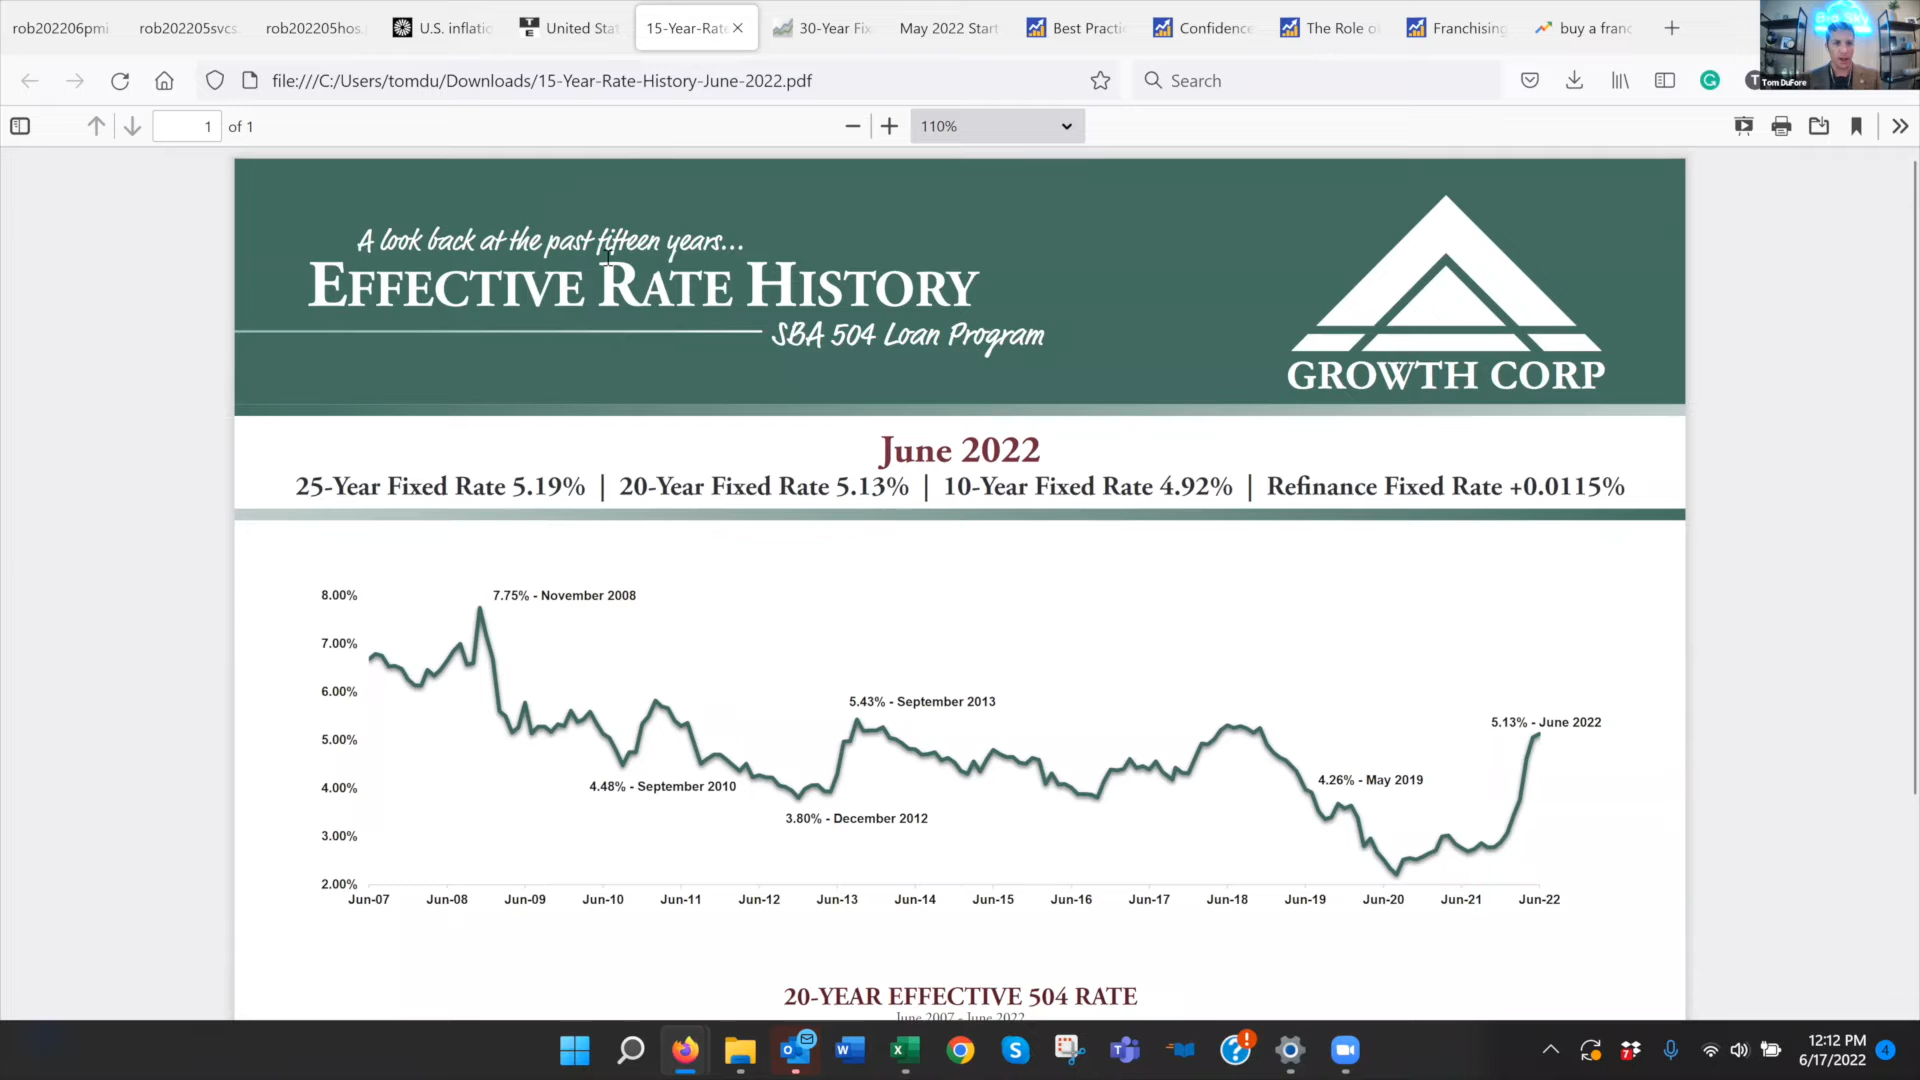 rob202206pmi
rob202205svcs.
rob202205hos.
U.S. inflatio
United Stat
15-Year-Rate
30-Year Fix
May 2022 Start
Best Practi
Confidence
The Role o
Franchising
buy a franc
file:///C:/Users/tomdu/Downloads/15-Year-Rate-History-June-2022.pdf
Search
Tom DuFore
1 of 1
110%
A look back at the past fifteen years...
EFFECTIVE RATE HISTORY
SBA 504 Loan Program
GROWTH CORP
June 2022
25-Year Fixed Rate 5.19% | 20-Year Fixed Rate 5.13% | 10-Year Fixed Rate 4.92% | Refinance Fixed Rate +0.0115%
8.00%
7.00%
6.00%
5.00%
4.00%
3.00%
2.00%
7.75% - November 2008
5.43% - September 2013
5.13% - June 2022
4.48% - September 2010
4.26% - May 2019
3.80% - December 2012
Jun-07 Jun-08 Jun-09 Jun-10 Jun-11 Jun-12 Jun-13 Jun-14 Jun-15 Jun-16 Jun-17 Jun-18 Jun-19 Jun-20 Jun-21 Jun-22
20-YEAR EFFECTIVE 504 RATE
June 2007 - June 2022
12:12 PM
6/17/2022
4